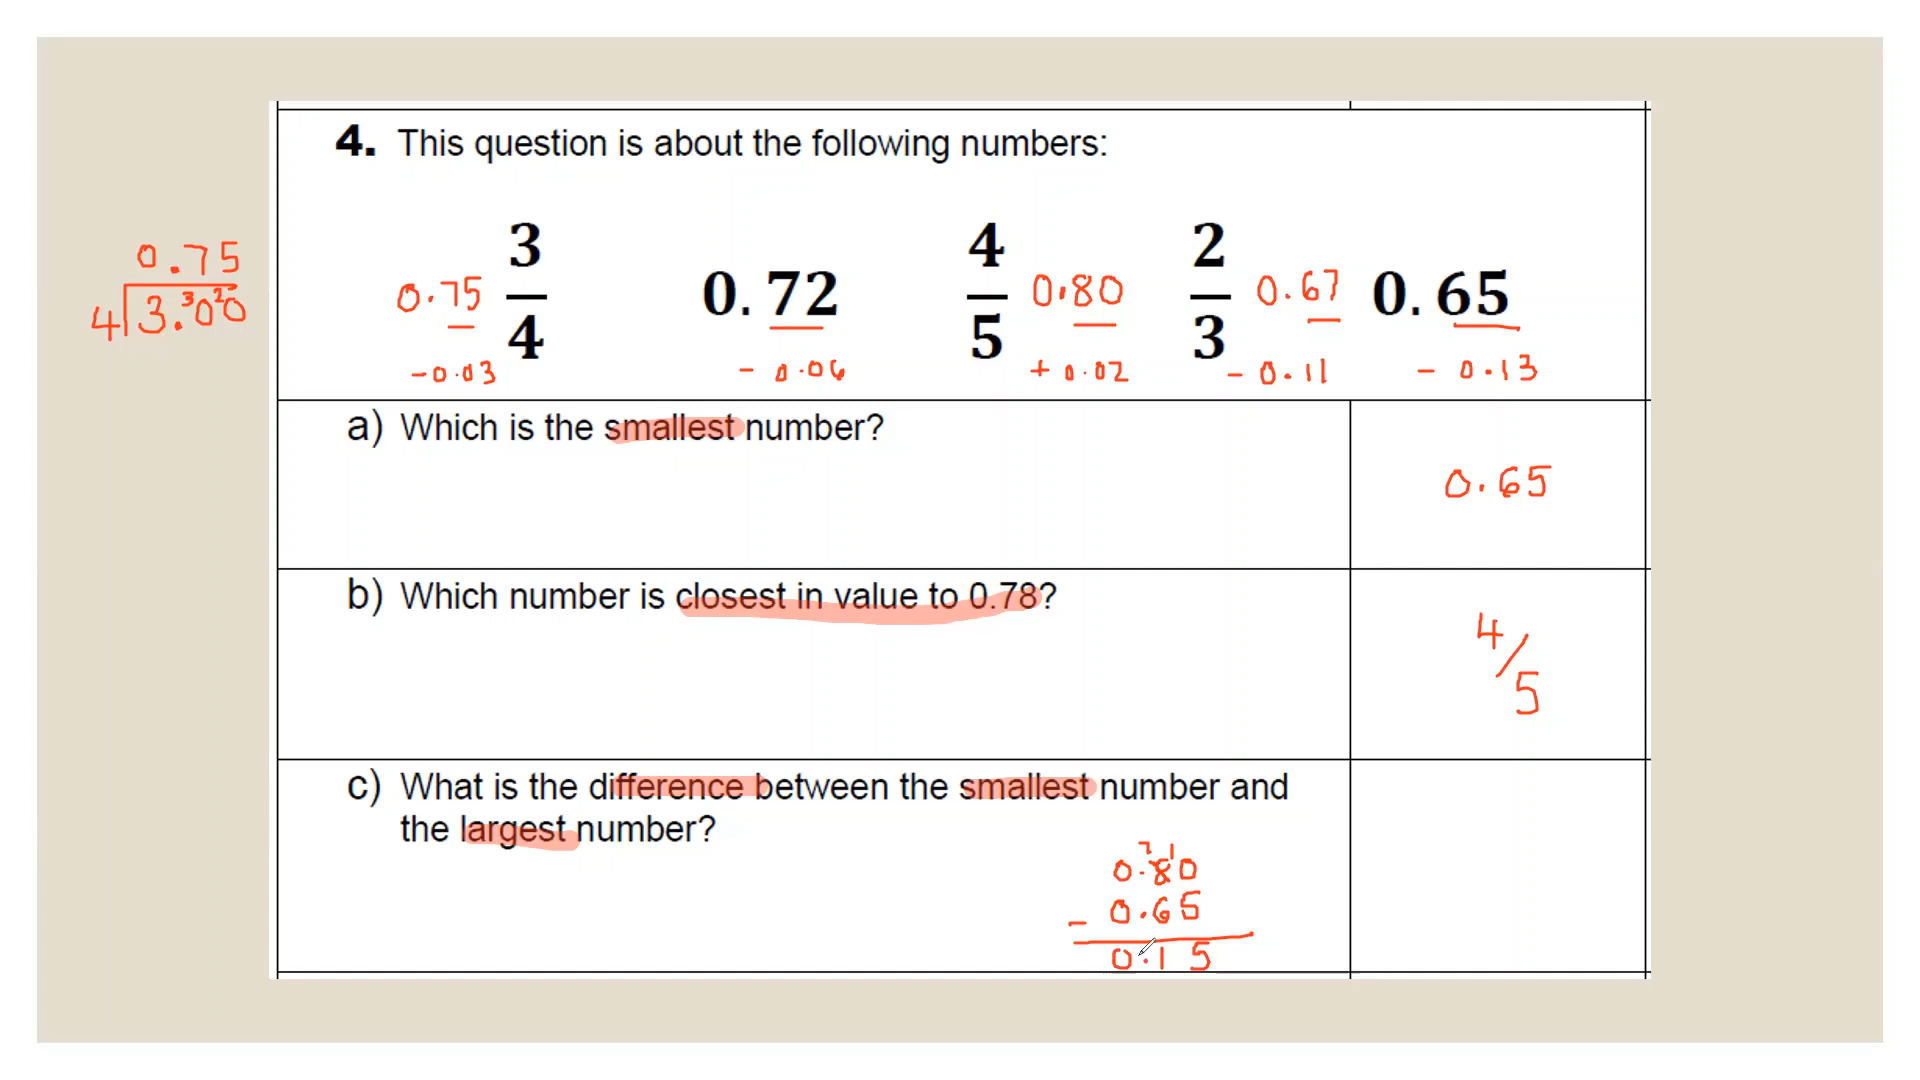 4. This question is about the following numbers:
0.75
4 3.³0²0
0.75 3/4 0.72 4/5 0.80 2/3 0.67 0.65
-0.03 - 0.06 + 0.02 - 0.11 - 0.13
a) Which is the smallest number?
0.65
b) Which number is closest in value to 0.78?
4/5
c) What is the difference between the smallest number and
the largest number?
7 1
0.80
- 0.65
0.15